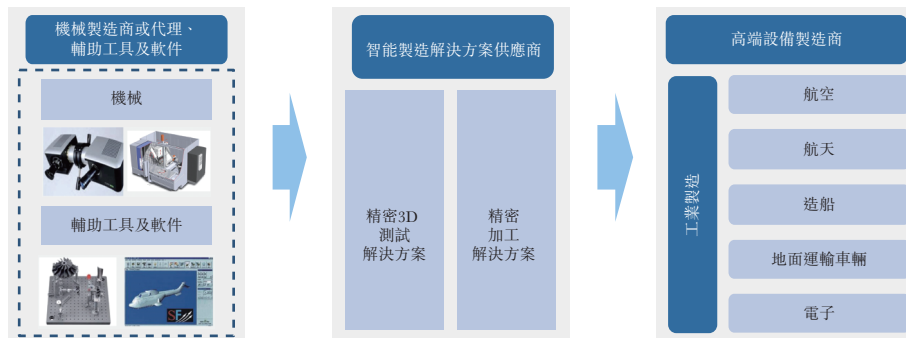 機械製造商或代理、
輔助工具及軟件
機械
輔助工具及軟件
SF
智能製造解決方案供應商
精密3D
測試
解決方案
精密
加工
解決方案
高端設備製造商
工業製造
航空
航天
造船
地面運輸車輛
電子